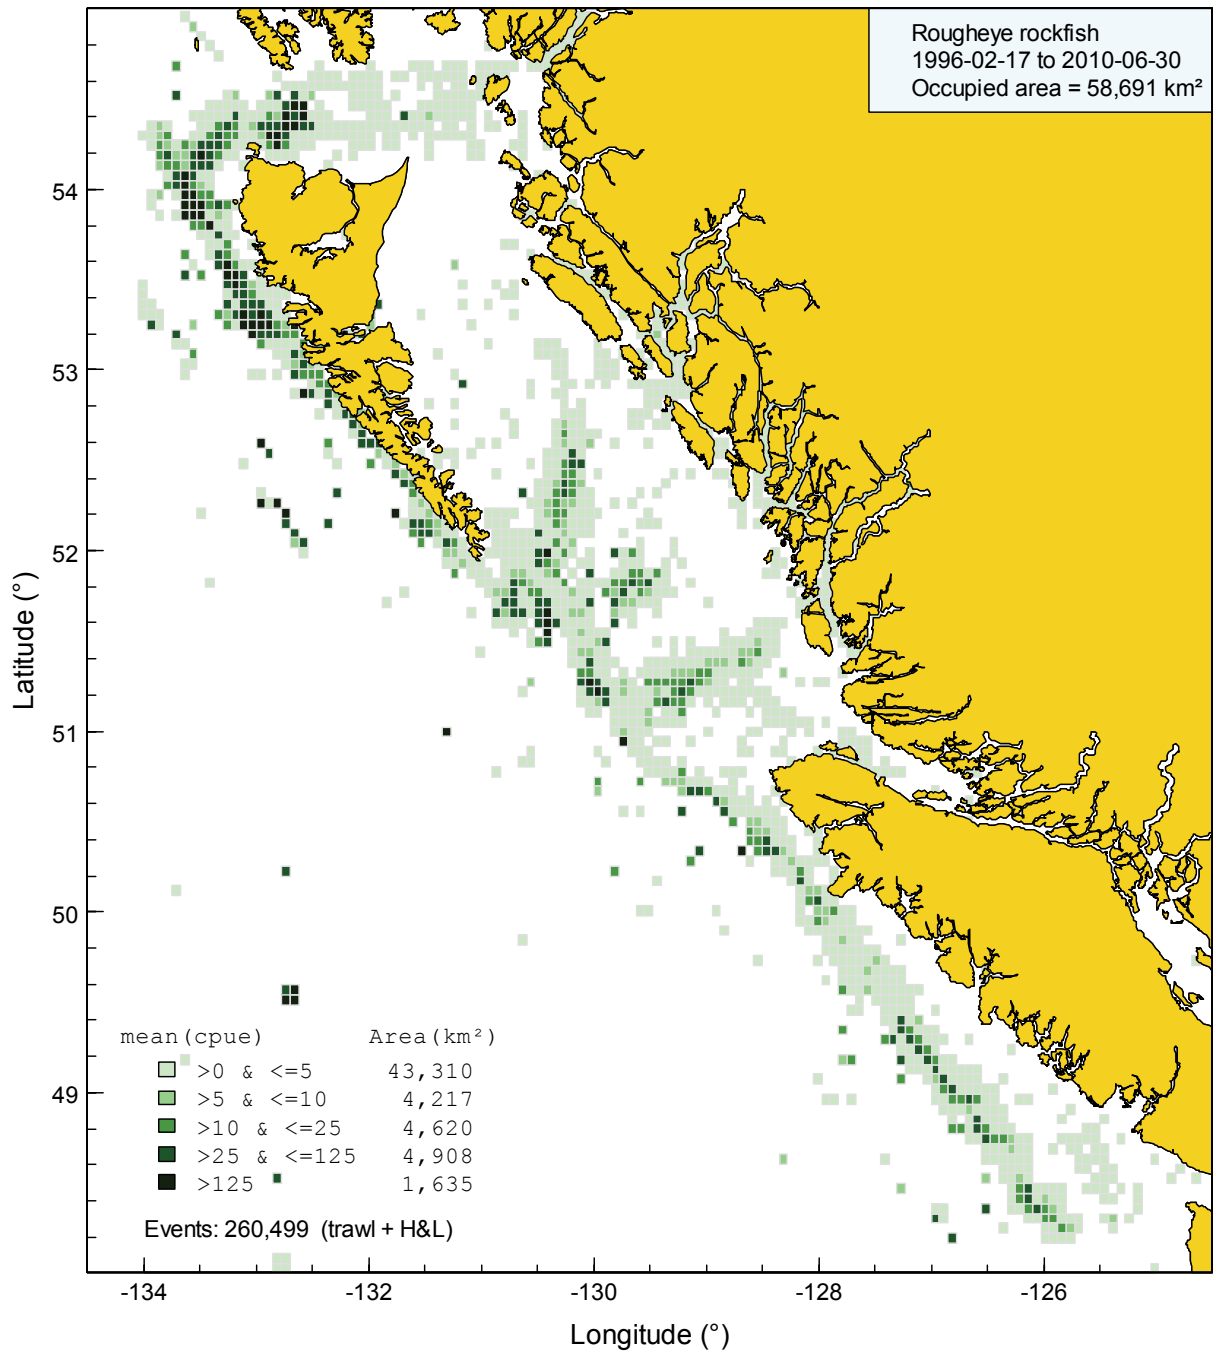 Rougheye rockfish
1996-02-17 to 2010-06-30
Occupied area = 58,691 km²
54
53
52
51
50
49
Latitude (°)
mean(cpue) Area(km²)
>0 & <=5 43,310
>5 & <=10 4,217
>10 & <=25 4,620
>25 & <=125 4,908
>125 1,635
Events: 260,499 (trawl + H&L)
-134 -132 -130 -128 -126
Longitude (°)